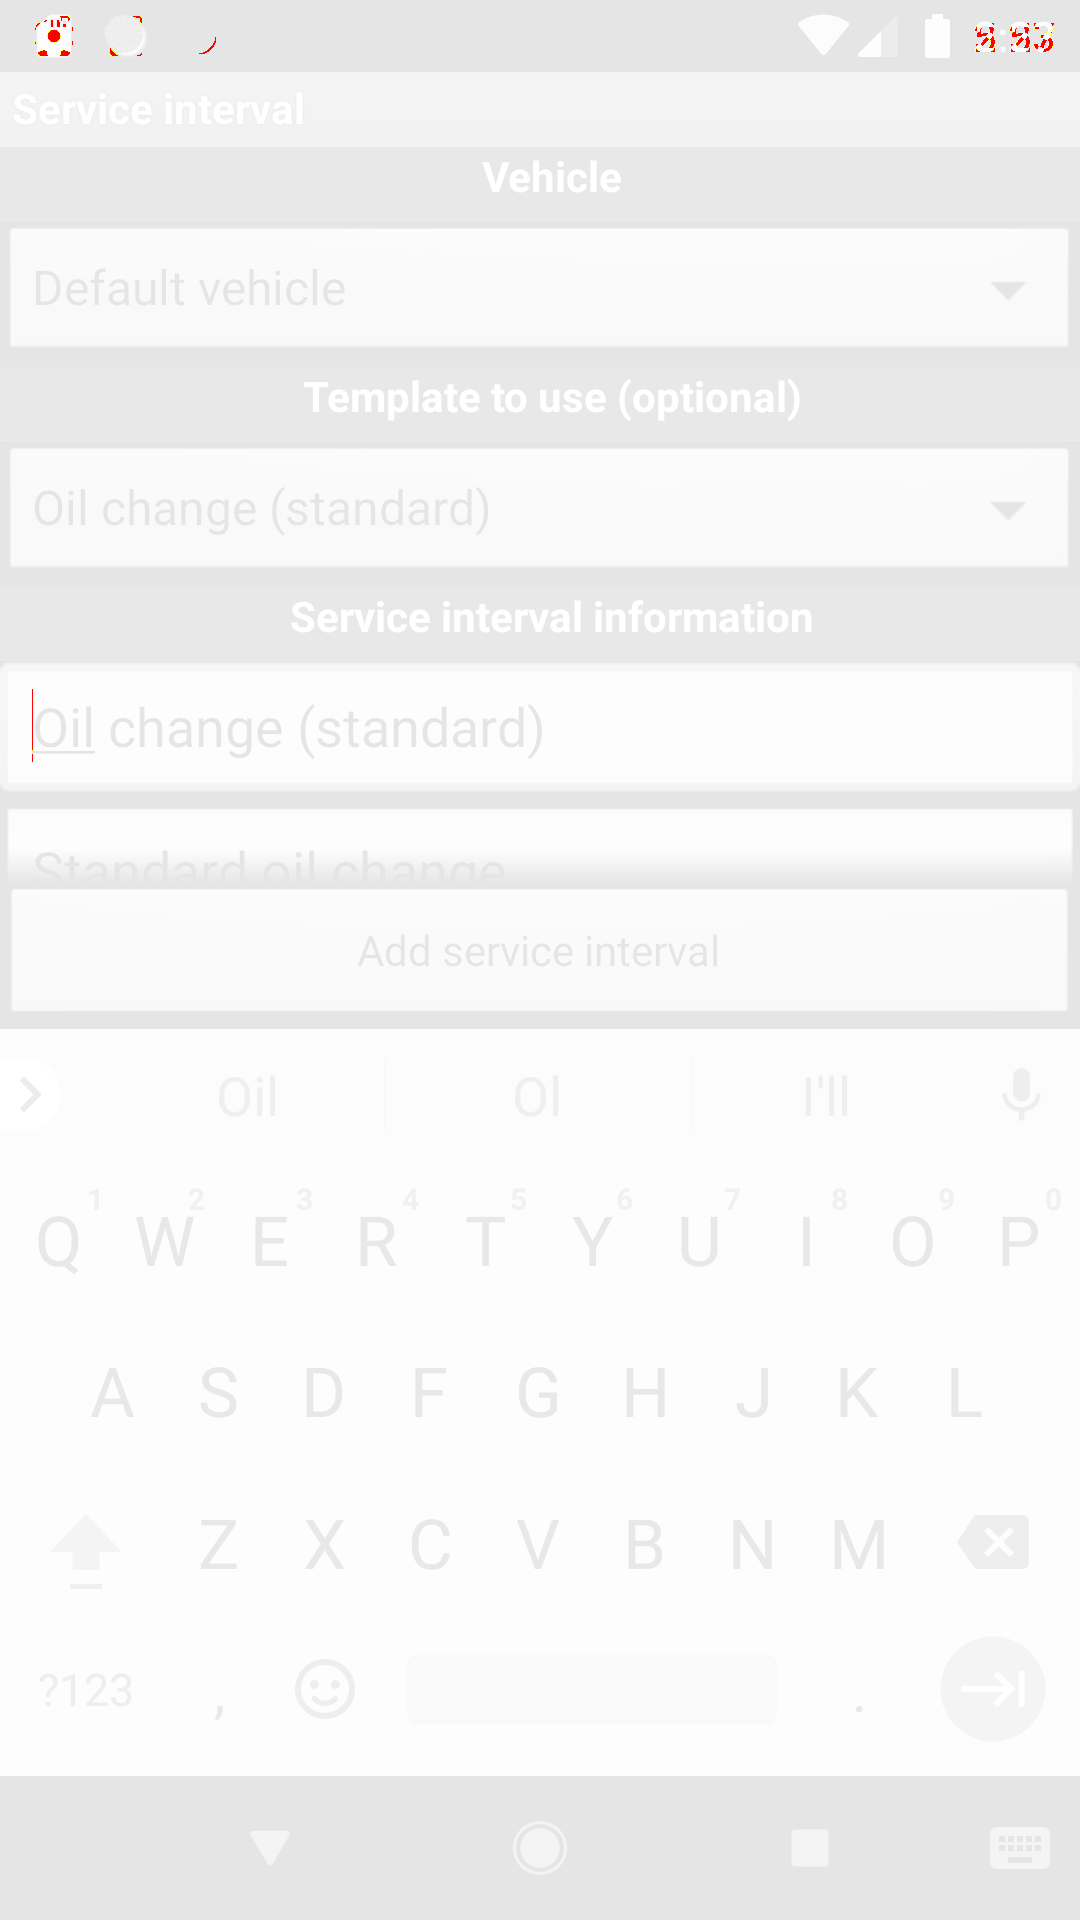 Service interval
Vehicle
Default vehicle
Template to use (optional)
Oil change (standard)
Service interval information
Oil change (standard)
Standard oil change
Add service interval
Oil Ol I'll
1 2 3 4 5 6 7 8 9 0
Q W E R T Y U I O P
A S D F G H J K L
Z X C V B N M
?123 , .